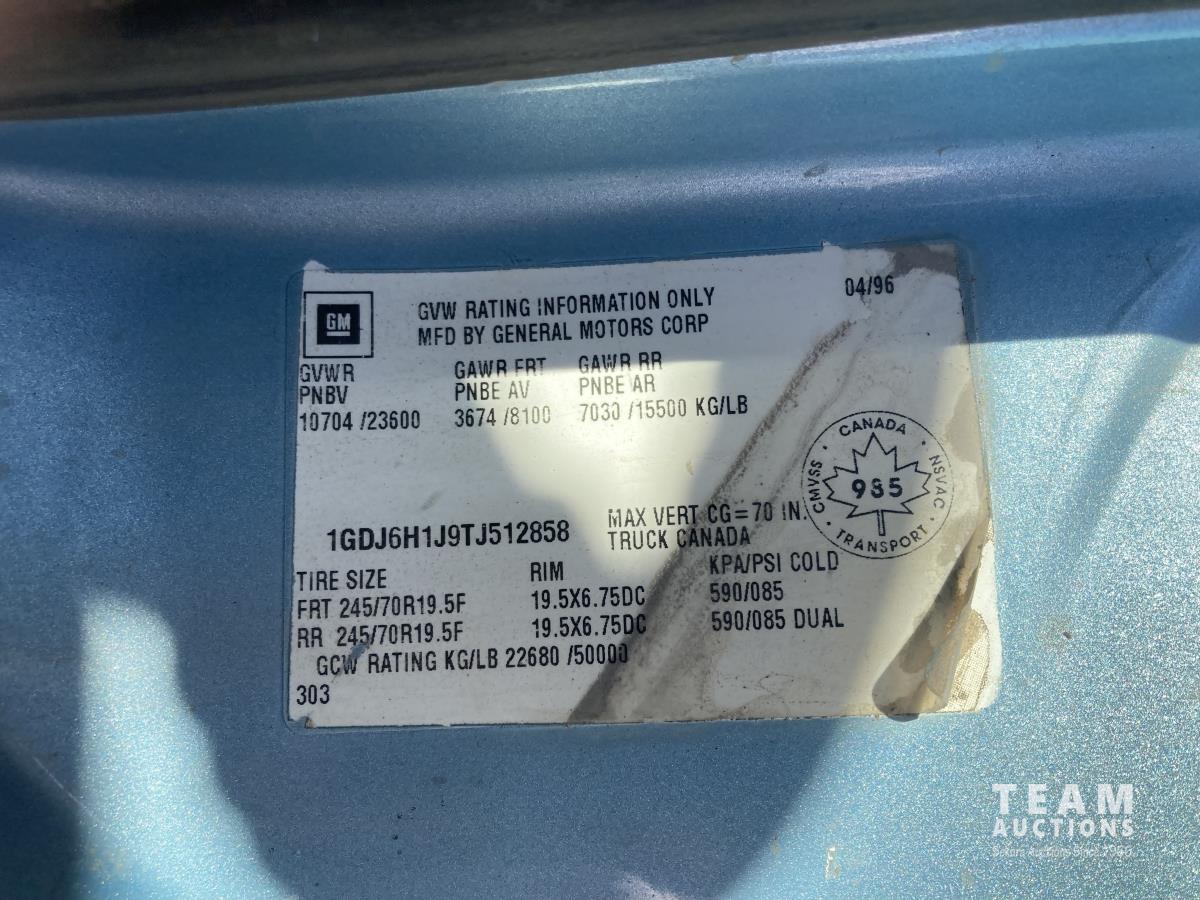 GM
GVW RATING INFORMATION ONLY
04/96
MFD BY GENERAL MOTORS CORP
GVWR GAWR FRT GAWR RR
PNBV PNBE AV PNBE AR
10704 /23600 3674 /8100 7030 /15500 KG/LB
CANADA
CMVSS 985 NSVAC
TRANSPORT
1GDJ6H1J9TJ512858
MAX VERT CG=70 IN.
TRUCK CANADA
TIRE SIZE RIM KPA/PSI COLD
FRT 245/70R19.5F 19.5X6.75DC 590/085
RR 245/70R19.5F 19.5X6.75DC 590/085 DUAL
GCW RATING KG/LB 22680 /50000
303
TEAM
AUCTIONS